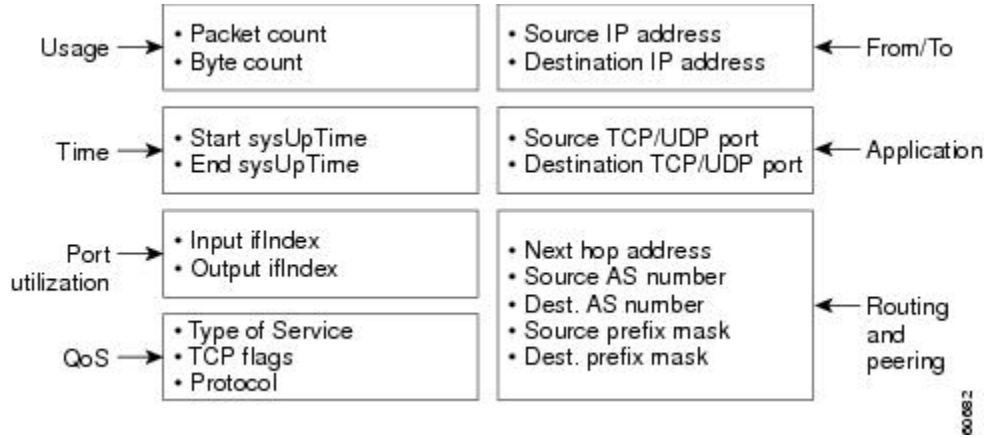 Usage
• Packet count
• Byte count
• Source IP address
• Destination IP address
From/To
Time
• Start sysUpTime
• End sysUpTime
• Source TCP/UDP port
• Destination TCP/UDP port
Application
Port
utilization
• Input ifIndex
• Output ifIndex
QoS
• Type of Service
• TCP flags
• Protocol
• Next hop address
• Source AS number
• Dest. AS number
• Source prefix mask
• Dest. prefix mask
Routing
and
peering
60682